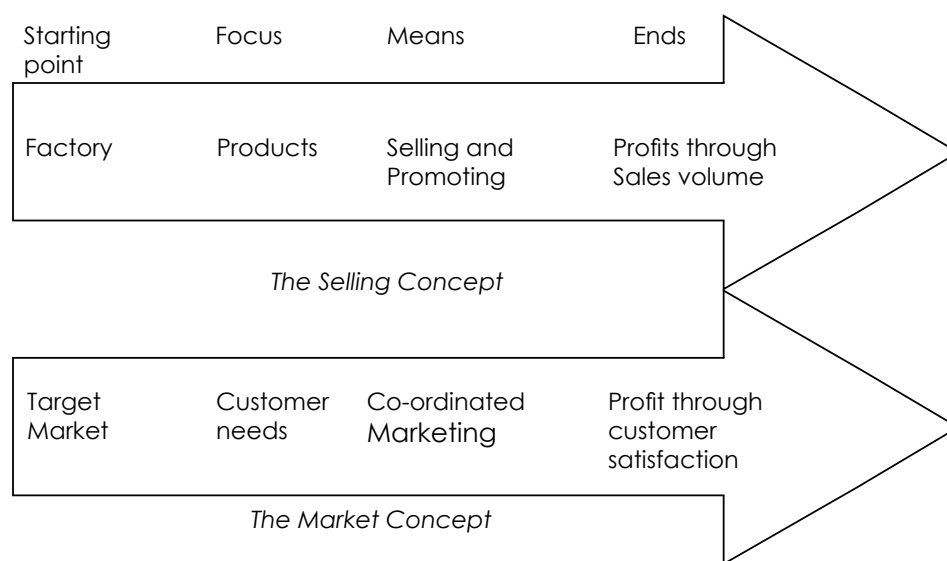 Starting point
Focus
Means
Ends
Factory
Products
Selling and
Promoting
Profits through
Sales volume
The Selling Concept
Target
Market
Customer
needs
Co-ordinated
Marketing
Profit through
customer
satisfaction
The Market Concept